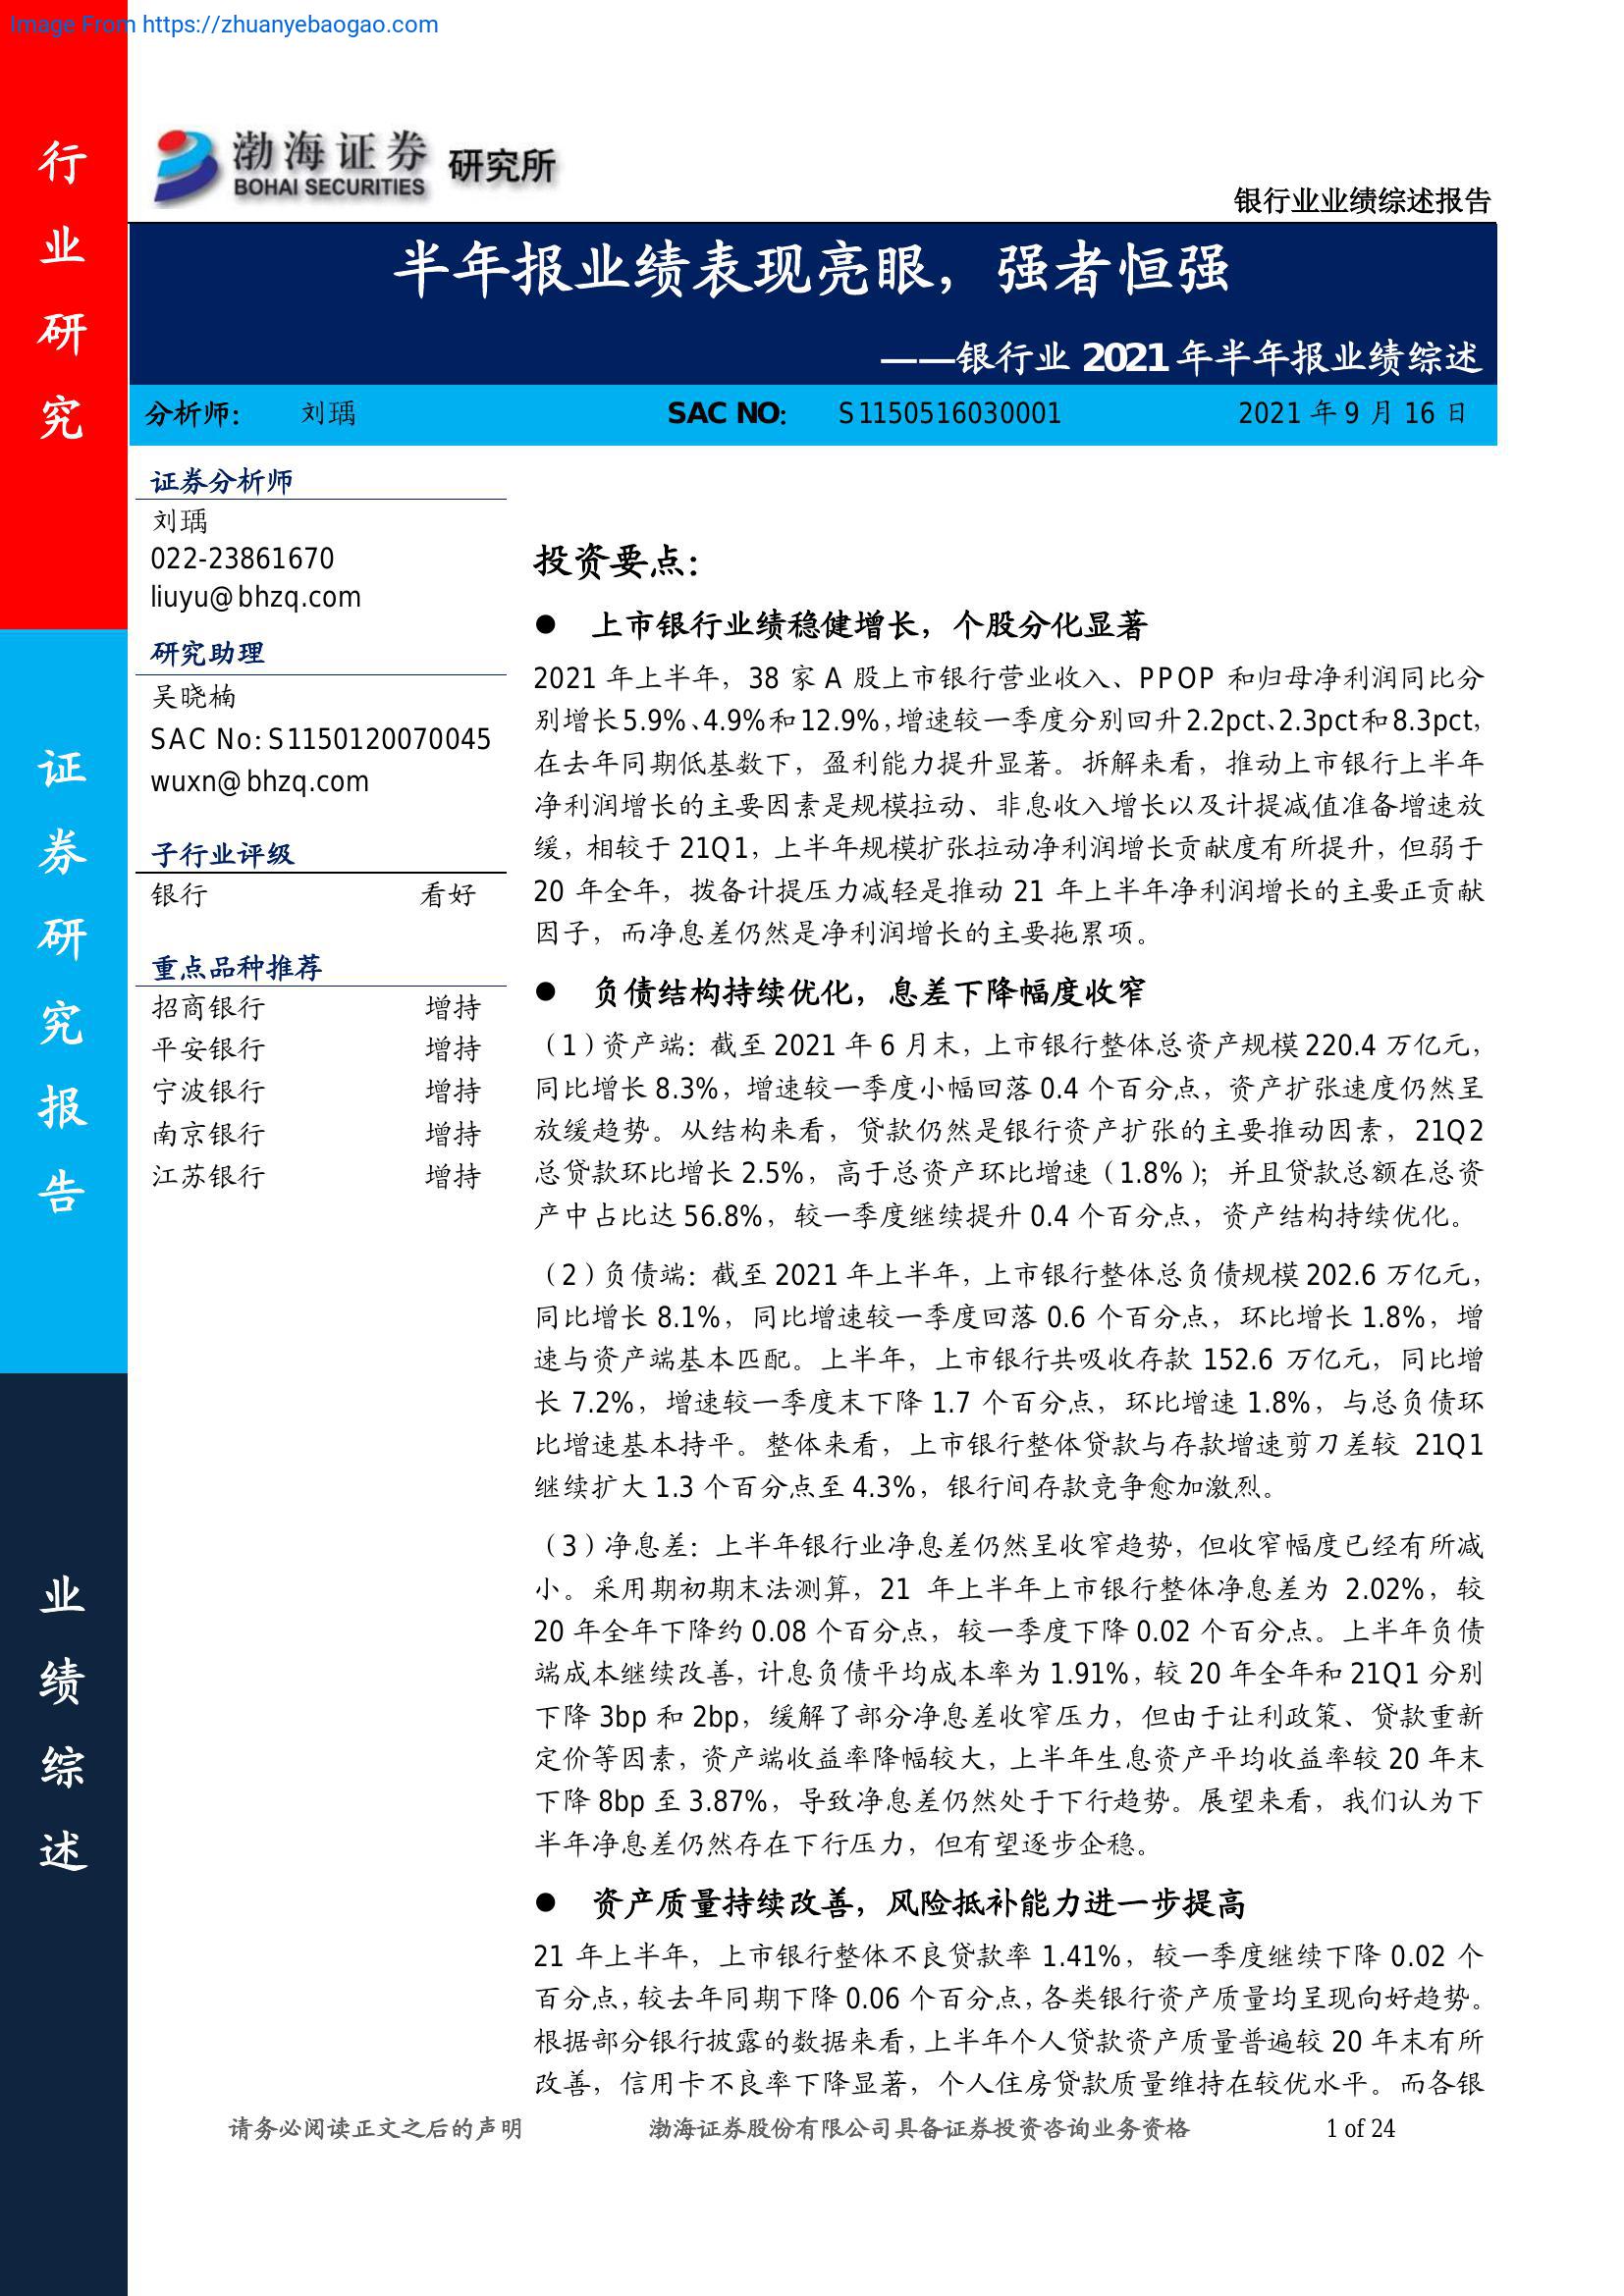 Image From https://zhuanyebaogao.com
行业研究
证券研究报告
业绩综述
渤海证券 研究所
BOHAI SECURITIES
银行业业绩综述报告
半年报业绩表现亮眼，强者恒强
——银行业 2021 年半年报业绩综述
分析师： 刘瑀 SAC NO： S1150516030001 2021 年 9 月 16 日
证券分析师
刘瑀
022-23861670
liuyu@bhzq.com
研究助理
吴晓楠
SAC No: S1150120070045
wuxn@bhzq.com
子行业评级
银行 看好
重点品种推荐
招商银行 增持
平安银行 增持
宁波银行 增持
南京银行 增持
江苏银行 增持
投资要点：
● 上市银行业绩稳健增长，个股分化显著
2021 年上半年，38 家 A 股上市银行营业收入、PPOP 和归母净利润同比分
别增长 5.9%、4.9%和 12.9%，增速较一季度分别回升 2.2pct、2.3pct 和 8.3pct，
在去年同期低基数下，盈利能力提升显著。拆解来看，推动上市银行上半年
净利润增长的主要因素是规模拉动、非息收入增长以及计提减值准备增速放
缓，相较于 21Q1，上半年规模扩张拉动净利润增长贡献度有所提升，但弱于
20 年全年，拨备计提压力减轻是推动 21 年上半年净利润增长的主要正贡献
因子，而净息差仍然是净利润增长的主要拖累项。
● 负债结构持续优化，息差下降幅度收窄
（1）资产端：截至 2021 年 6 月末，上市银行整体总资产规模 220.4 万亿元，
同比增长 8.3%，增速较一季度小幅回落 0.4 个百分点，资产扩张速度仍然呈
放缓趋势。从结构来看，贷款仍然是银行资产扩张的主要推动因素，21Q2
总贷款环比增长 2.5%，高于总资产环比增速（1.8%）；并且贷款总额在总资
产中占比达 56.8%，较一季度继续提升 0.4 个百分点，资产结构持续优化。
（2）负债端：截至 2021 年上半年，上市银行整体总负债规模 202.6 万亿元，
同比增长 8.1%，同比增速较一季度回落 0.6 个百分点，环比增长 1.8%，增
速与资产端基本匹配。上半年，上市银行共吸收存款 152.6 万亿元，同比增
长 7.2%，增速较一季度末下降 1.7 个百分点，环比增速 1.8%，与总负债环
比增速基本持平。整体来看，上市银行整体贷款与存款增速剪刀差较 21Q1
继续扩大 1.3 个百分点至 4.3%，银行间存款竞争愈加激烈。
（3）净息差：上半年银行业净息差仍然呈收窄趋势，但收窄幅度已经有所减
小。采用期初期末法测算，21 年上半年上市银行整体净息差为 2.02%，较
20 年全年下降约 0.08 个百分点，较一季度下降 0.02 个百分点。上半年负债
端成本继续改善，计息负债平均成本率为 1.91%，较 20 年全年和 21Q1 分别
下降 3bp 和 2bp，缓解了部分净息差收窄压力，但由于让利政策、贷款重新
定价等因素，资产端收益率降幅较大，上半年生息资产平均收益率较 20 年末
下降 8bp 至 3.87%，导致净息差仍然处于下行趋势。展望来看，我们认为下
半年净息差仍然存在下行压力，但有望逐步企稳。
● 资产质量持续改善，风险抵补能力进一步提高
21 年上半年，上市银行整体不良贷款率 1.41%，较一季度继续下降 0.02 个
百分点，较去年同期下降 0.06 个百分点，各类银行资产质量均呈现向好趋势。
根据部分银行披露的数据来看，上半年个人贷款资产质量普遍较 20 年末有所
改善，信用卡不良率下降显著，个人住房贷款质量维持在较优水平。而各银
请务必阅读正文之后的声明 渤海证券股份有限公司具备证券投资咨询业务资格 1 of 24